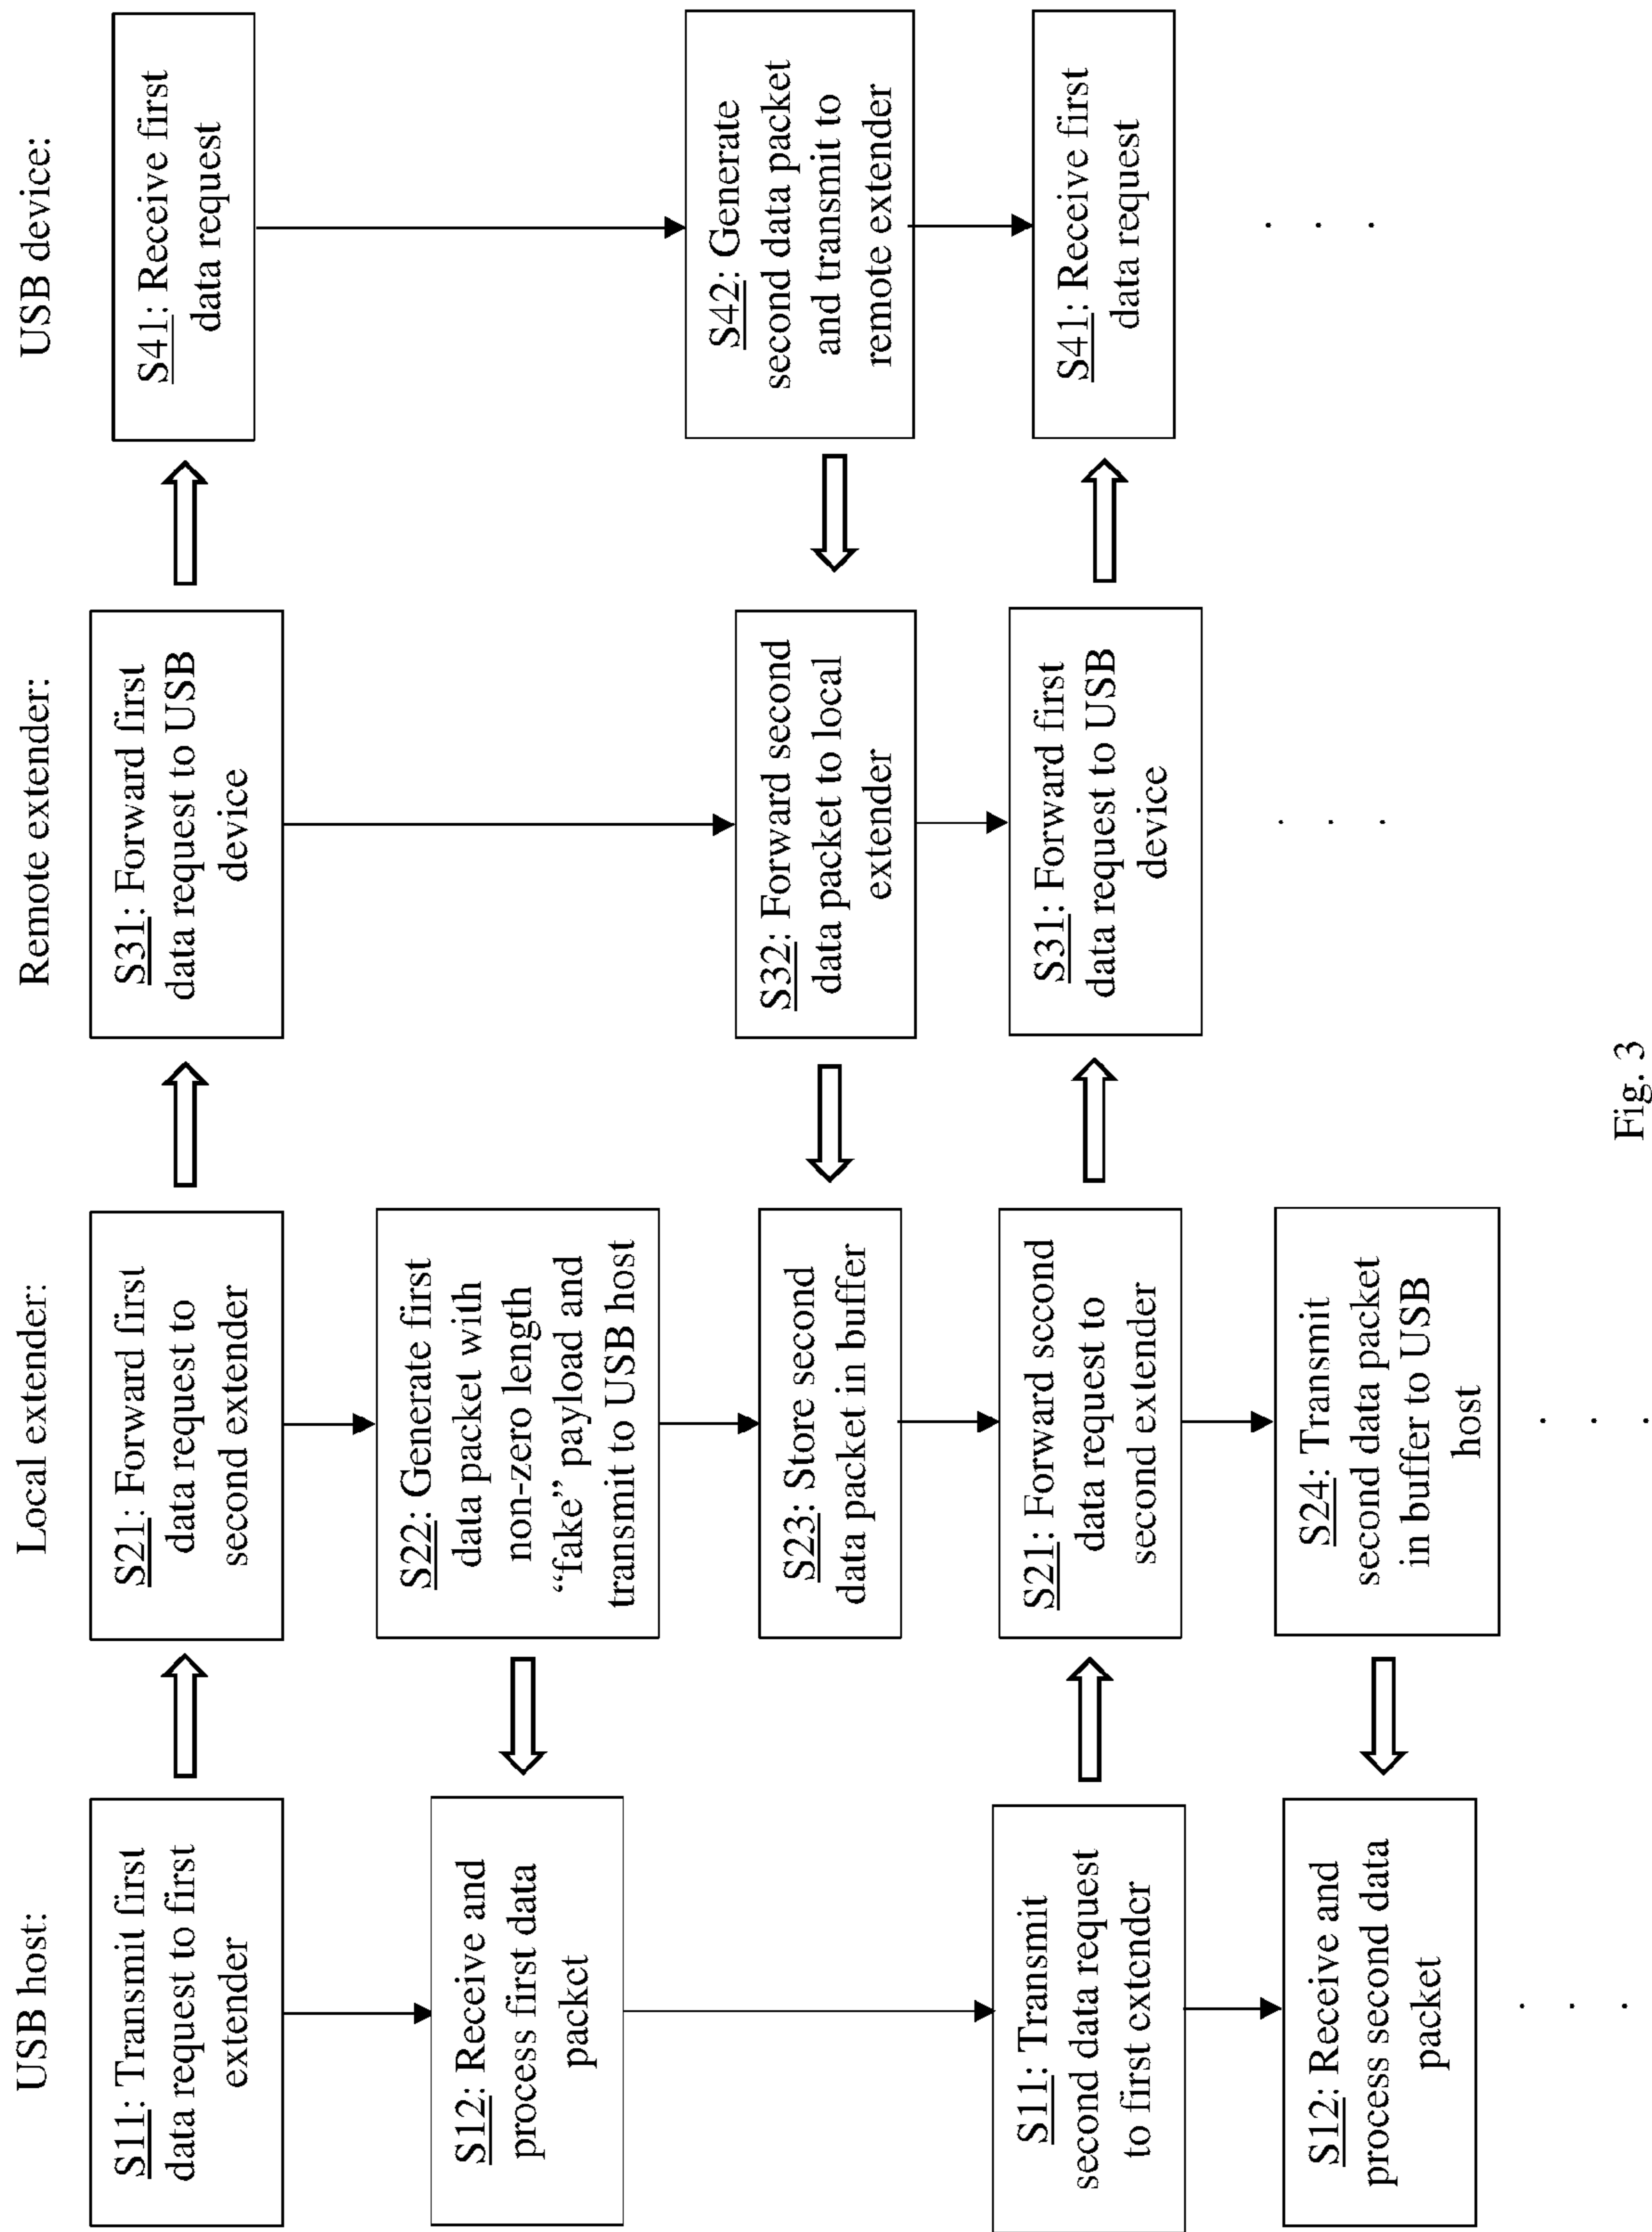 USB host:
S11: Transmit first
data request to first
extender
S12: Receive and
process first data
packet
S11: Transmit
second data request
to first extender
S12: Receive and
process second data
packet
. . .
Local extender:
S21: Forward first
data request to
second extender
S22: Generate first
data packet with
non-zero length
“fake” payload and
transmit to USB host
S23: Store second
data packet in buffer
S21: Forward second
data request to
second extender
S24: Transmit
second data packet
in buffer to USB
host
. . .
Remote extender:
S31: Forward first
data request to USB
device
S32: Forward second
data packet to local
extender
S31: Forward first
data request to USB
device
. . .
USB device:
S41: Receive first
data request
S42: Generate
second data packet
and transmit to
remote extender
S41: Receive first
data request
. . .
Fig. 3